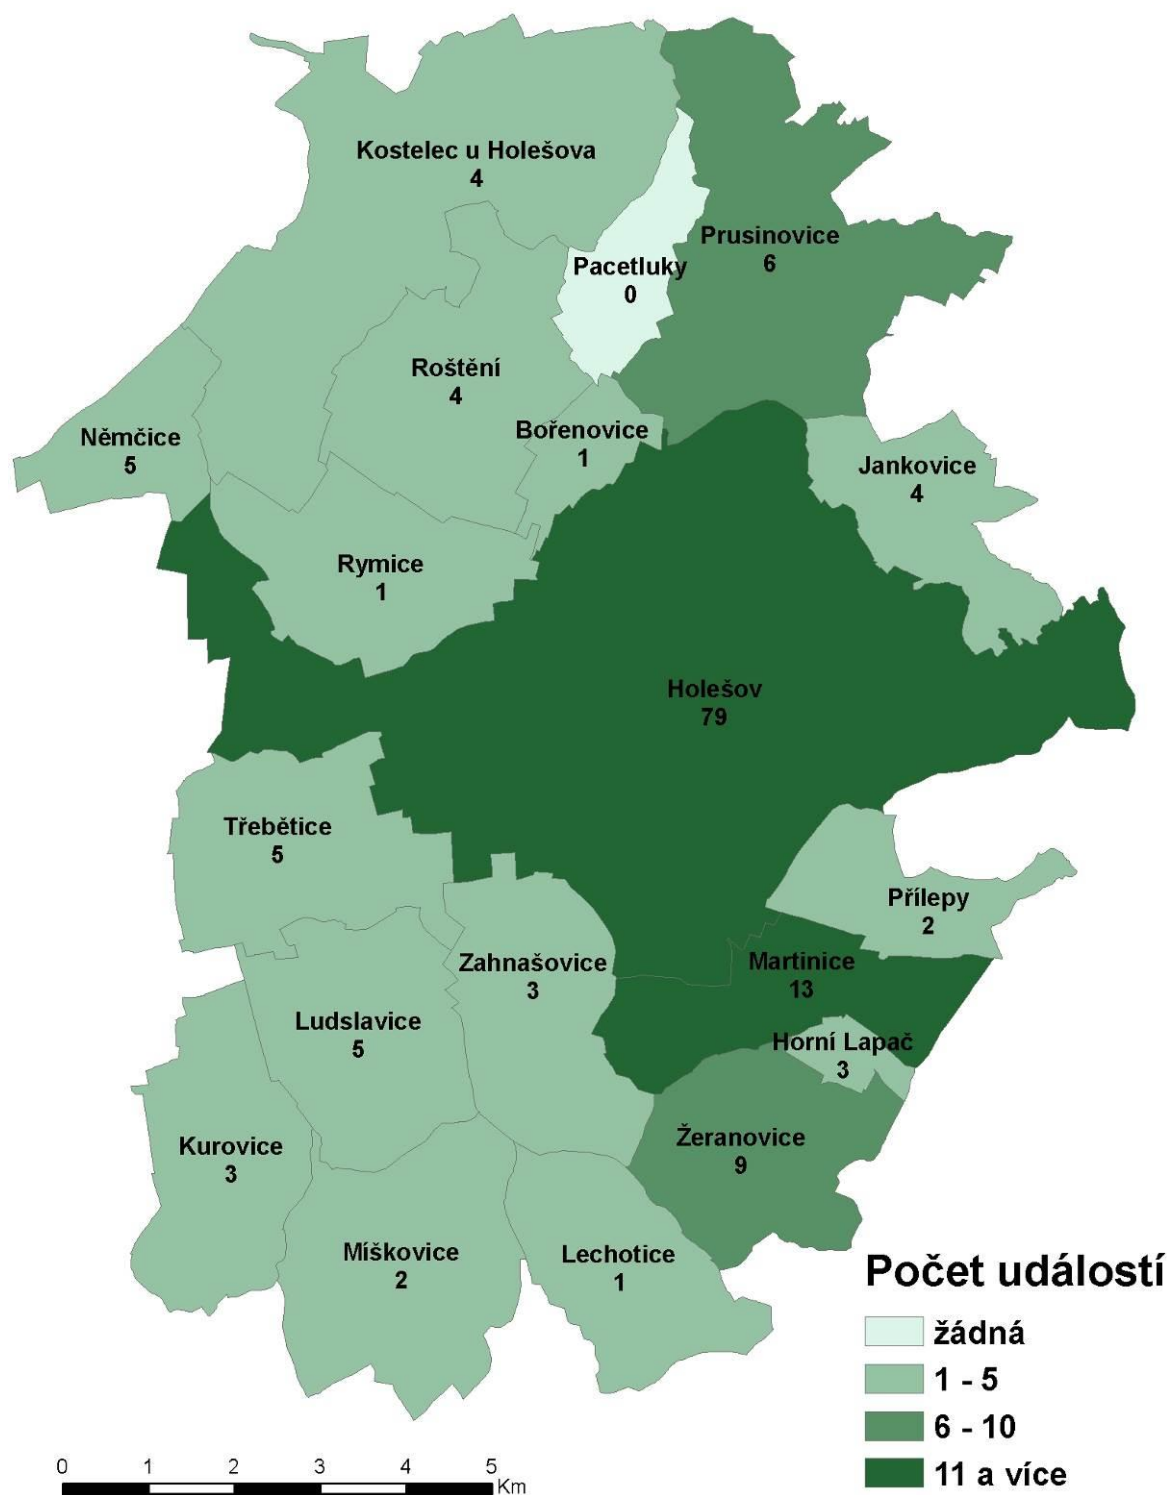 Kostelec u Holešova
4
Prusinovice
6
Pacetluky
0
Roštění
4
Bořenovice
1
Němčice
5
Jankovice
4
Rymice
1
Holešov
79
Třebětice
5
Přílepy
2
Zahnašovice
3
Martinice
13
Ludslavice
5
Horní Lapač
3
Kurovice
3
Žeranovice
9
Míškovice
2
Lechotice
1
Počet událostí
žádná
1 - 5
6 - 10
11 a více
0 1 2 3 4 5
Km